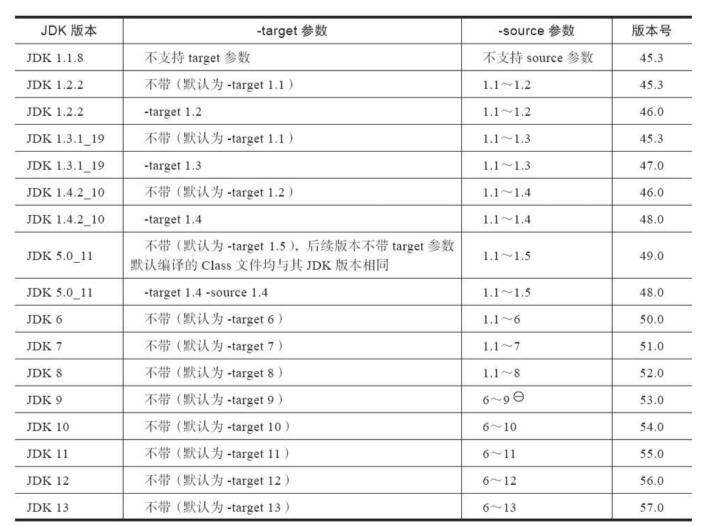 JDK 版本 -target 参数 -source 参数 版本号
JDK 1.1.8 不支持 target 参数 不支持 source 参数 45.3
JDK 1.2.2 不带（默认为 -target 1.1） 1.1～1.2 45.3
JDK 1.2.2 -target 1.2 1.1～1.2 46.0
JDK 1.3.1_19 不带（默认为 -target 1.1） 1.1～1.3 45.3
JDK 1.3.1_19 -target 1.3 1.1～1.3 47.0
JDK 1.4.2_10 不带（默认为 -target 1.2） 1.1～1.4 46.0
JDK 1.4.2_10 -target 1.4 1.1～1.4 48.0
JDK 5.0_11 不带（默认为 -target 1.5），后续版本不带 target 参数
默认编译的 Class 文件均与其 JDK 版本相同 1.1～1.5 49.0
JDK 5.0_11 -target 1.4 -source 1.4 1.1～1.5 48.0
JDK 6 不带（默认为 -target 6） 1.1～6 50.0
JDK 7 不带（默认为 -target 7） 1.1～7 51.0
JDK 8 不带（默认为 -target 8） 1.1～8 52.0
JDK 9 不带（默认为 -target 9） 6～9㊀ 53.0
JDK 10 不带（默认为 -target 10） 6～10 54.0
JDK 11 不带（默认为 -target 11） 6～11 55.0
JDK 12 不带（默认为 -target 12） 6～12 56.0
JDK 13 不带（默认为 -target 13） 6～13 57.0